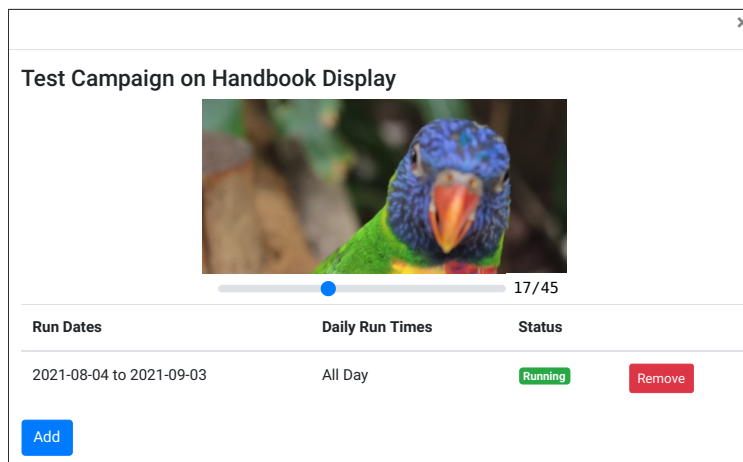 ×
Test Campaign on Handbook Display
17/45
Run Dates Daily Run Times Status
2021-08-04 to 2021-09-03 All Day Running Remove
Add